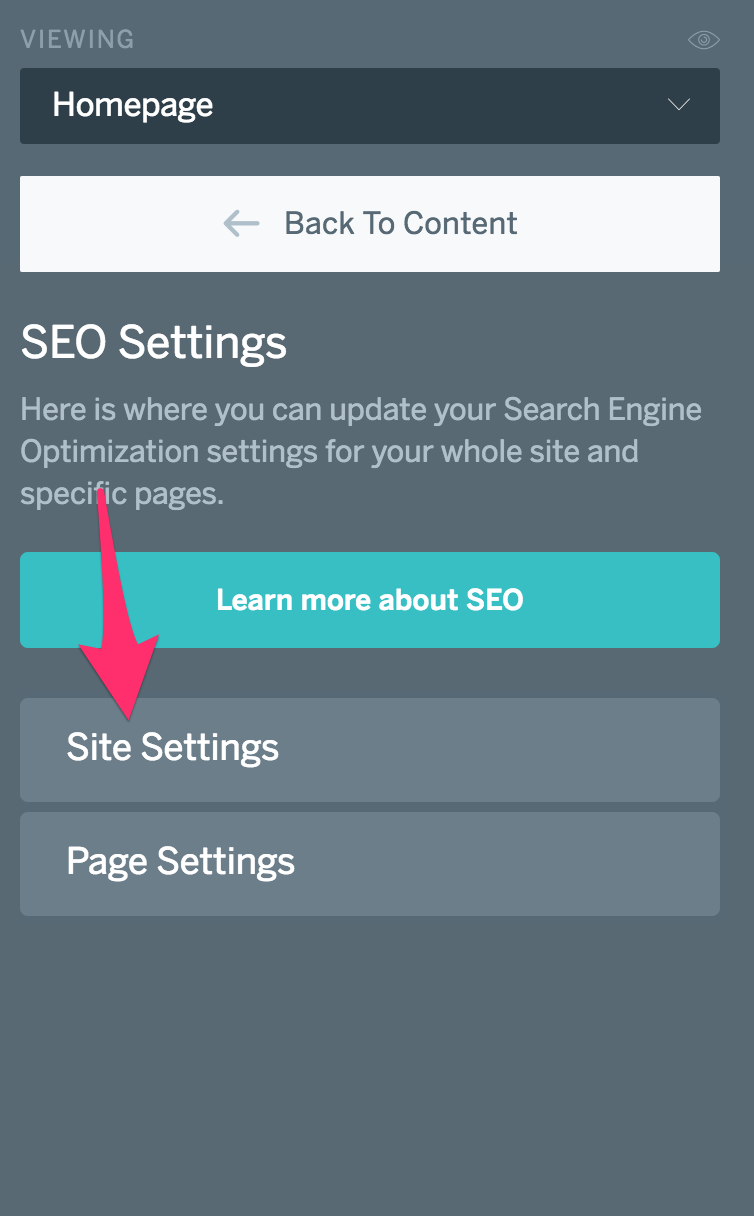 VIEWING
Homepage
Back To Content
SEO Settings
Here is where you can update your Search Engine
Optimization settings for your whole site and
specific pages.
Learn more about SEO
Site Settings
Page Settings